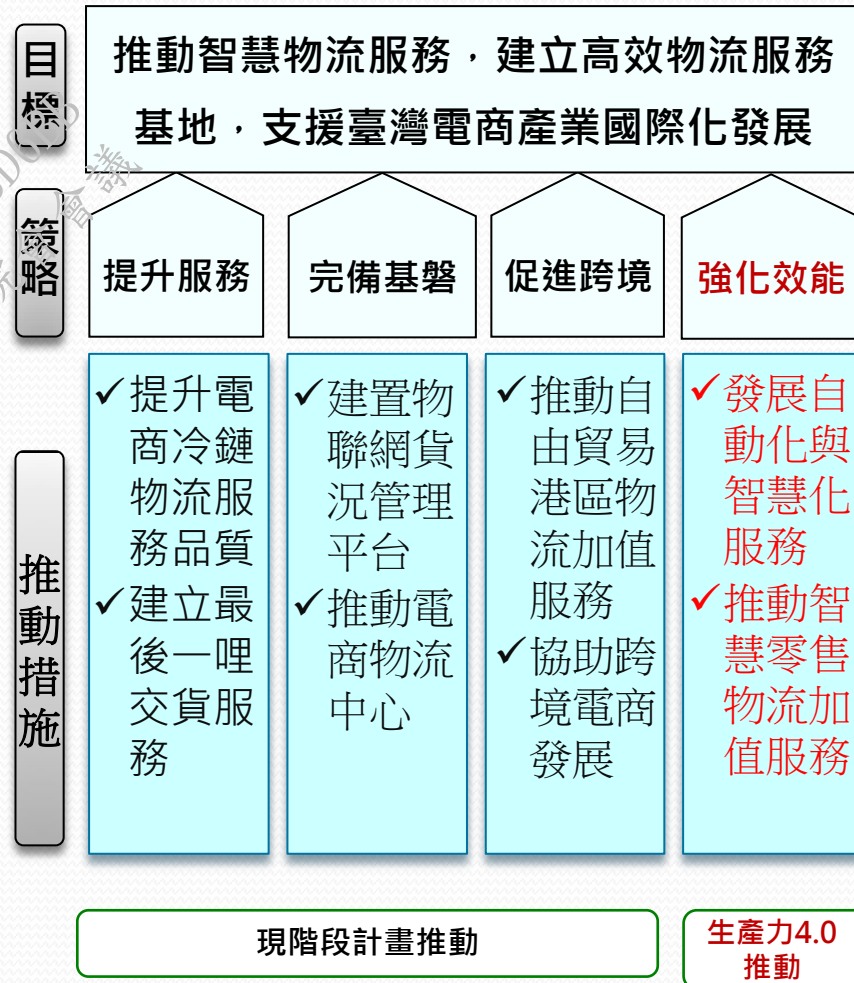 目
標
推動智慧物流服務，建立高效物流服務
基地，支援臺灣電商產業國際化發展
策
略
提升服務
完備基磐
促進跨境
強化效能
推
動
措
施
✓提升電
商冷鏈
物流服
務品質
✓建立最
後一哩
交貨服
務
✓建置物
聯網貨
況管理
平台
✓推動電
商物流
中心
✓推動自
由貿易
港區物
流加值
服務
✓協助跨
境電商
發展
✓發展自
動化與
智慧化
服務
✓推動智
慧零售
物流加
值服務
現階段計畫推動
生產力4.0
推動
會議